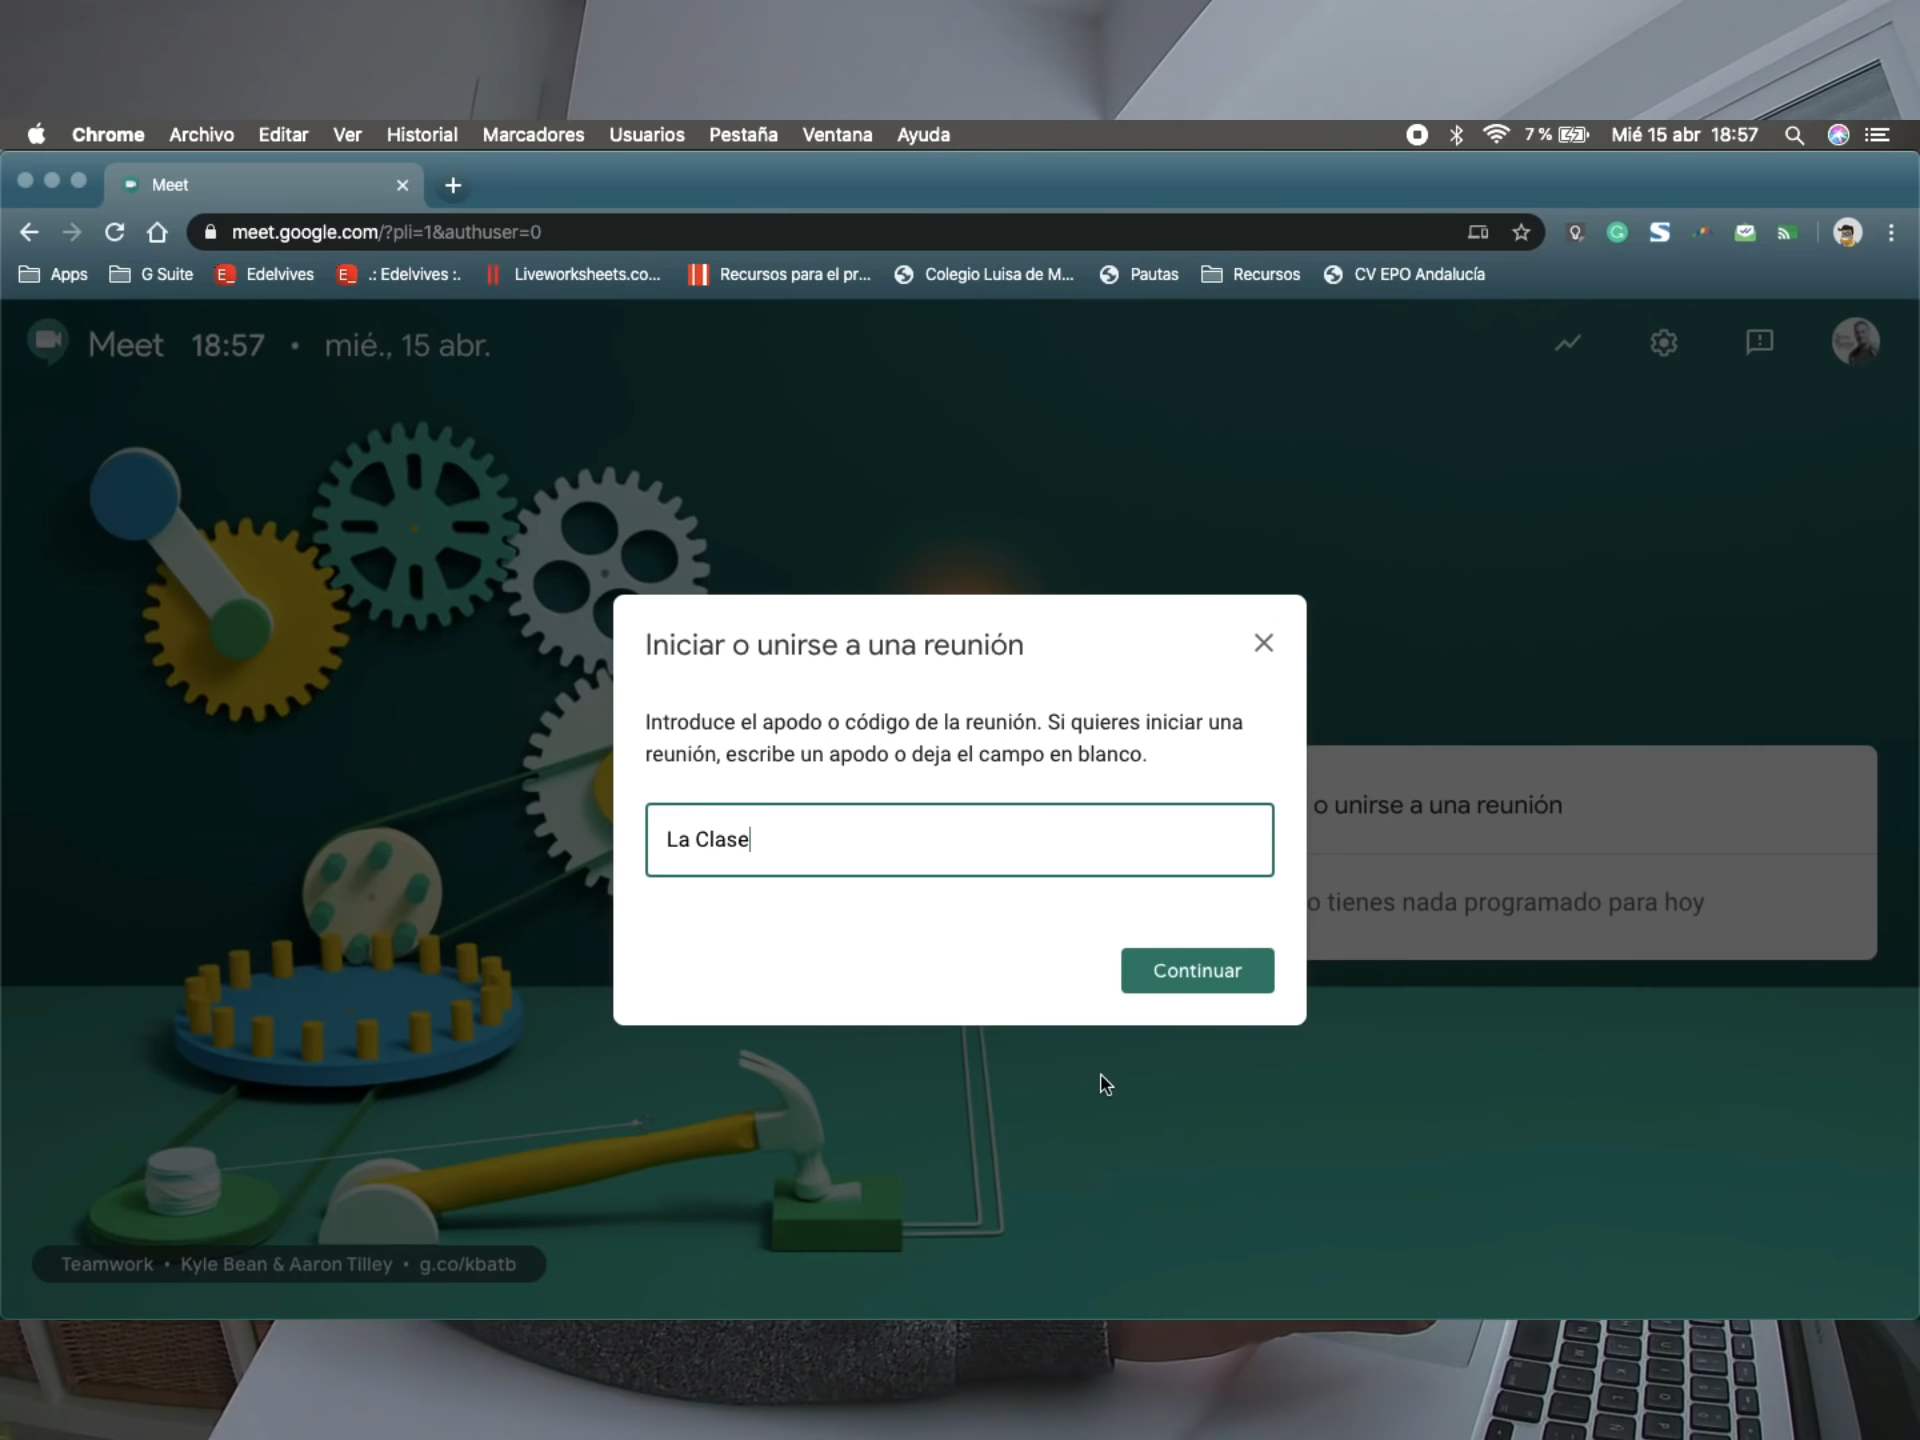 Chrome Archivo Editar Ver Historial Marcadores Usuarios Pestaña Ventana Ayuda 7 % Mié 15 abr 18:57
Meet
meet.google.com/?pli=1&authuser=0
Apps G Suite Edelvives .: Edelvives :. Liveworksheets.co... Recursos para el pr... Colegio Luisa de M... Pautas Recursos CV EPO Andalucía
Meet 18:57 • mié., 15 abr.
Iniciar o unirse a una reunión
Introduce el apodo o código de la reunión. Si quieres iniciar una
reunión, escribe un apodo o deja el campo en blanco.
La Clase
Continuar
o unirse a una reunión
o tienes nada programado para hoy
Teamwork • Kyle Bean & Aaron Tilley • g.co/kbatb